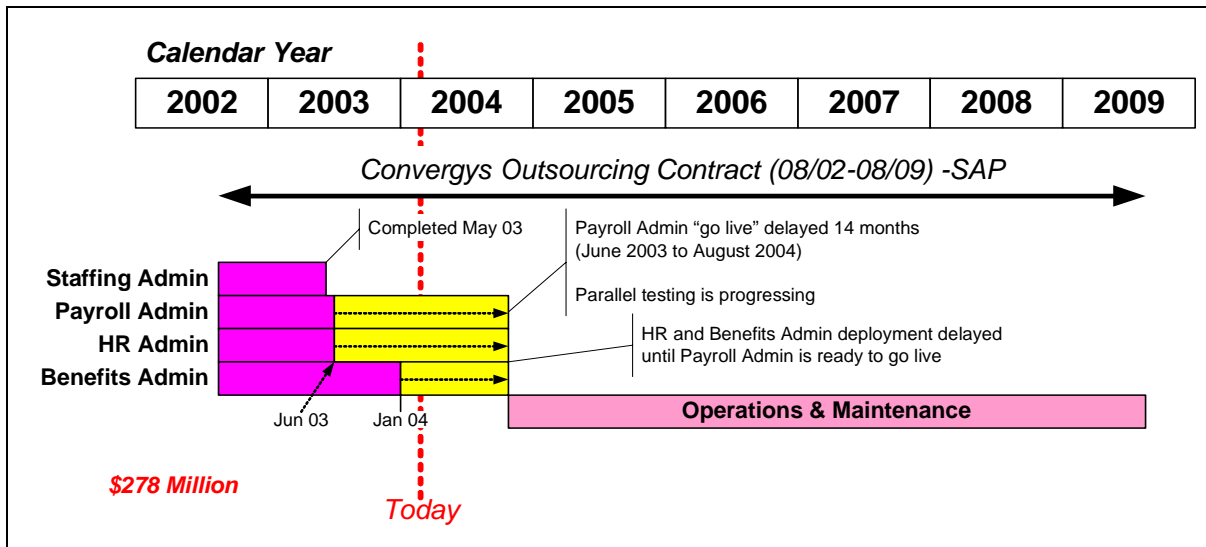 Calendar Year
2002 2003 2004 2005 2006 2007 2008 2009
Convergys Outsourcing Contract (08/02-08/09) -SAP
Completed May 03
Payroll Admin “go live” delayed 14 months
(June 2003 to August 2004)
Parallel testing is progressing
Staffing Admin
Payroll Admin
HR Admin
Benefits Admin
HR and Benefits Admin deployment delayed
until Payroll Admin is ready to go live
Jun 03
Jan 04
Operations & Maintenance
$278 Million
Today